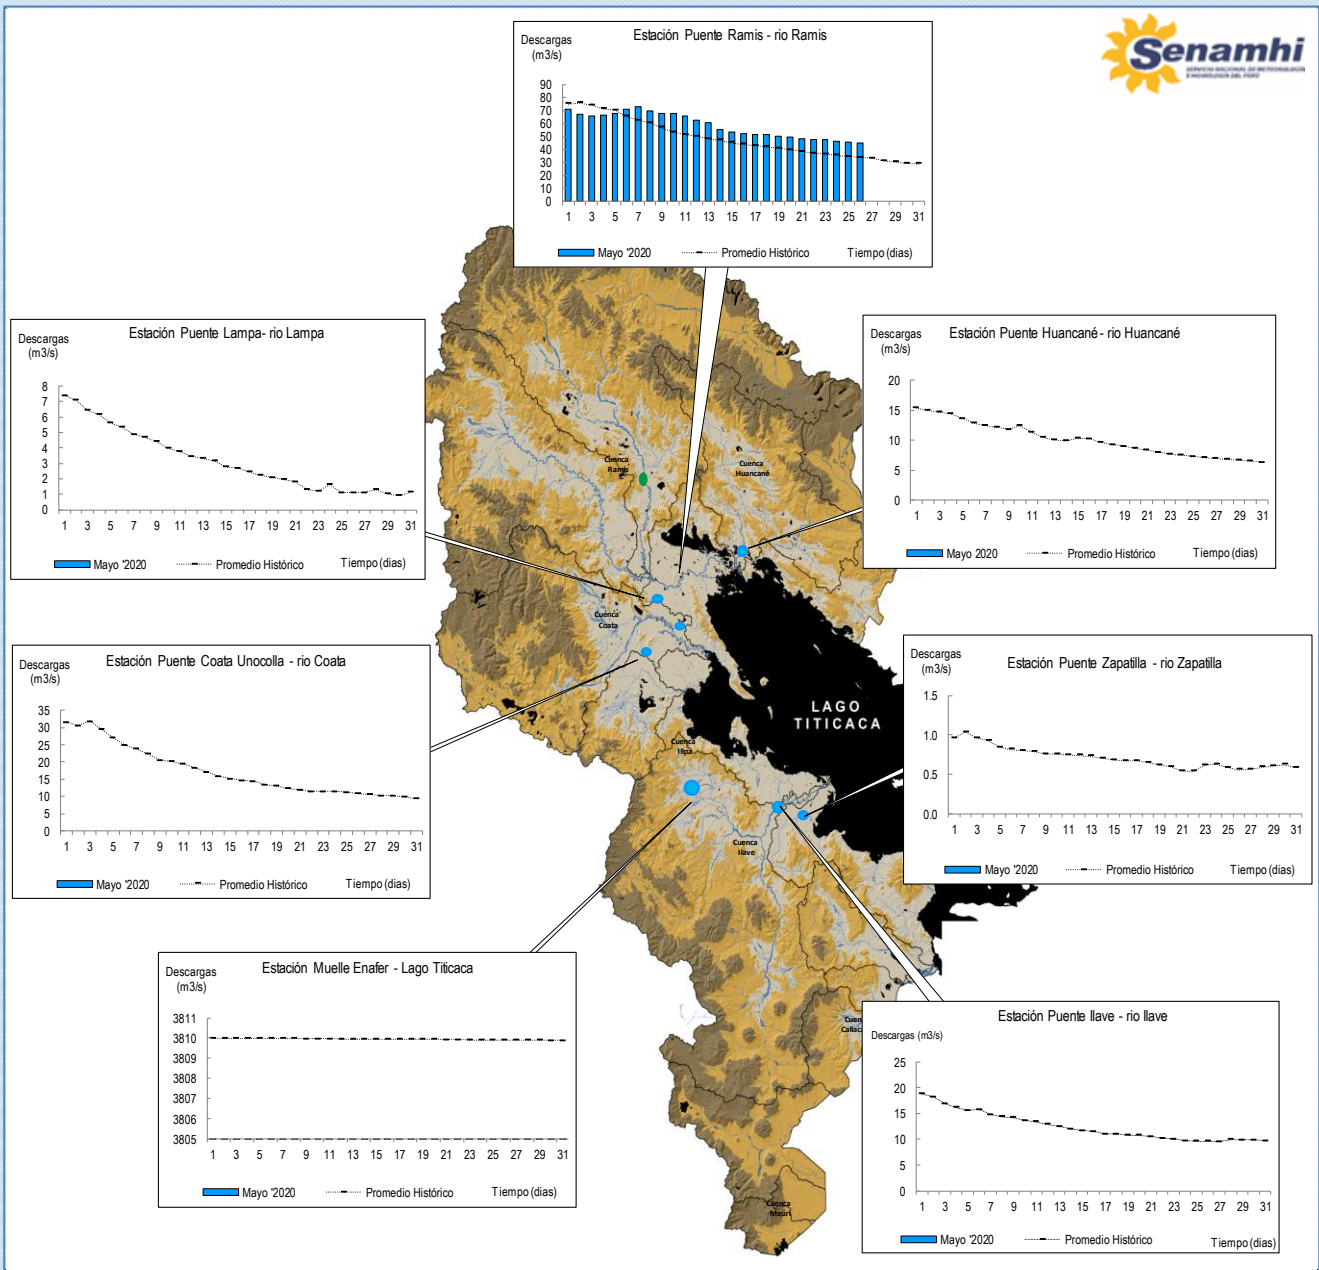 Senamhi
SERVICIO NACIONAL DE METEOROLOGÍA
E HIDROLOGÍA DEL PERÚ
Descargas
(m3/s)
Estación Puente Ramis - rio Ramis
90
80
70
60
50
40
30
20
10
0
1 3 5 7 9 11 13 15 17 19 21 23 25 27 29 31
Mayo '2020 Promedio Histórico Tiempo (dias)
Descargas
(m3/s)
Estación Puente Lampa- rio Lampa
8
7
6
5
4
3
2
1
0
1 3 5 7 9 11 13 15 17 19 21 23 25 27 29 31
Mayo '2020 Promedio Histórico Tiempo (dias)
Descargas
(m3/s)
Estación Puente Huancané - rio Huancané
20
15
10
5
0
1 3 5 7 9 11 13 15 17 19 21 23 25 27 29 31
Mayo 2020 Promedio Histórico Tiempo (dias)
Cuenca
Ramis
Cuenca
Huancané
Cuenca
Coata
LAGO
TITICACA
Cuenca
Illpa
Cuenca
Ilave
Cuenca
Mauri
Descargas
(m3/s)
Estación Puente Coata Unocolla - rio Coata
35
30
25
20
15
10
5
0
1 3 5 7 9 11 13 15 17 19 21 23 25 27 29 31
Mayo '2020 Promedio Histórico Tiempo (dias)
Descargas
(m3/s)
Estación Puente Zapatilla - rio Zapatilla
1.5
1.0
0.5
0.0
1 3 5 7 9 11 13 15 17 19 21 23 25 27 29 31
Mayo '2020 Promedio Histórico Tiempo (dias)
Descargas
(m3/s)
Estación Muelle Enafer - Lago Titicaca
3811
3810
3809
3808
3807
3806
3805
1 3 5 7 9 11 13 15 17 19 21 23 25 27 29 31
Mayo '2020 Promedio Histórico Tiempo (dias)
Estación Puente Ilave - rio Ilave
Descargas (m3/s)
25
20
15
10
5
0
1 3 5 7 9 11 13 15 17 19 21 23 25 27 29 31
Mayo '2020 Promedio Histórico Tiempo (dias)